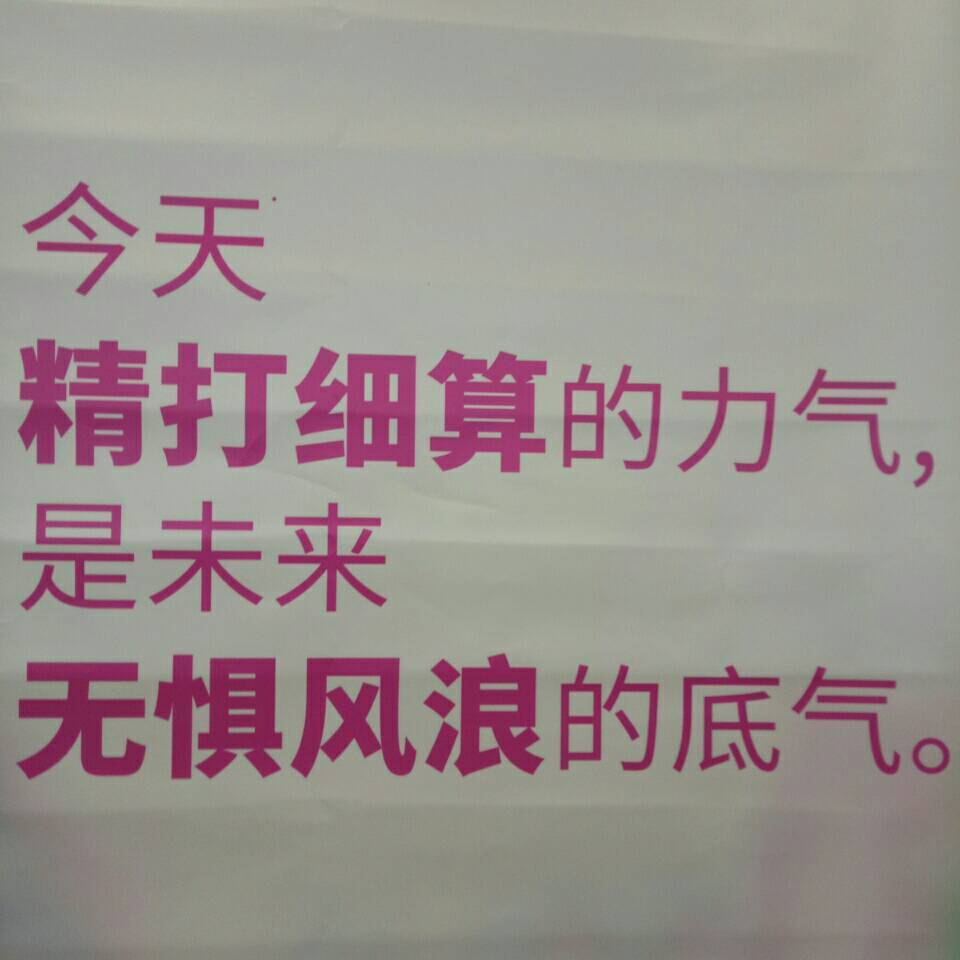 今天
精打细算的力气,
是未来
无惧风浪的底气。